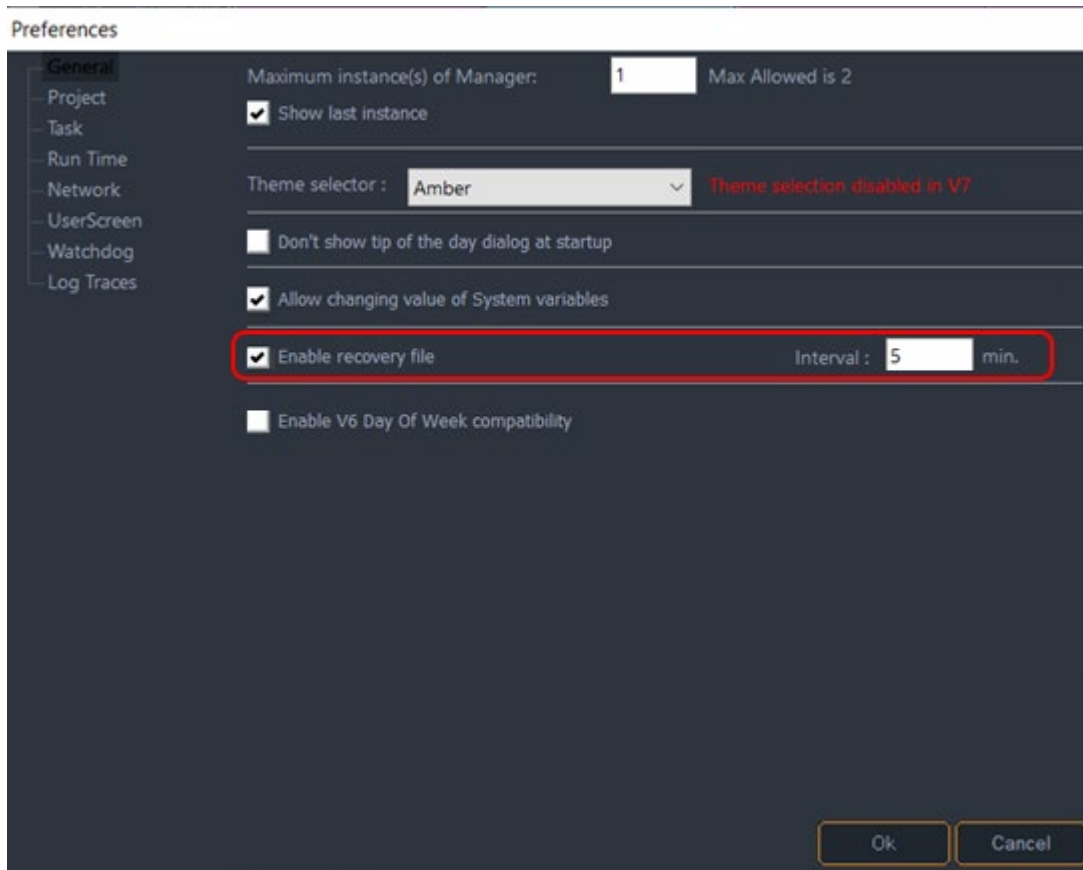 Preferences
General
Project
Task
Run Time
Network
UserScreen
Watchdog
Log Traces
Maximum instance(s) of Manager: 1 Max Allowed is 2
Show last instance
Theme selector : Amber Theme selection disabled in V7
Don't show tip of the day dialog at startup
Allow changing value of System variables
Enable recovery file Interval : 5 min.
Enable V6 Day Of Week compatibility
Ok Cancel